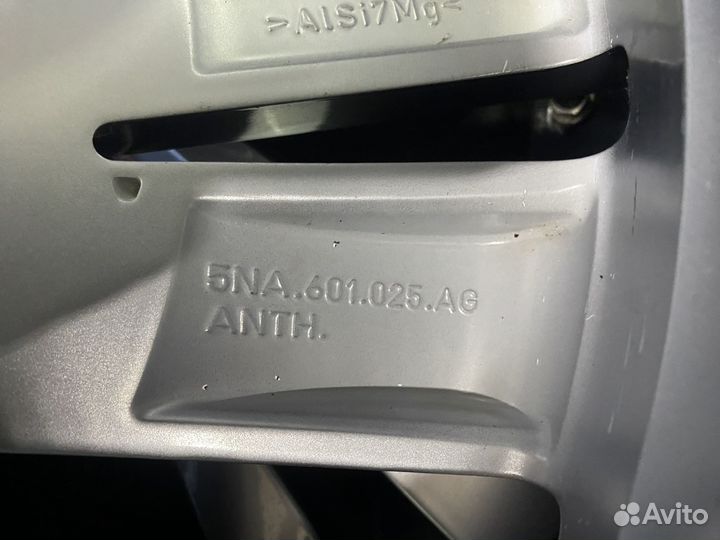 >AlSi7Mg<
5NA.601.025.AG
ANTH.
Avito